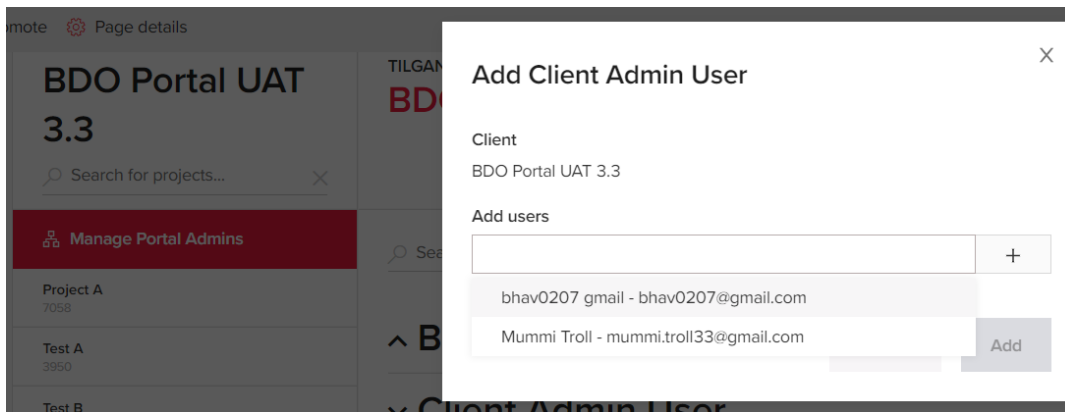 omote Page details
BDO Portal UAT
3.3
Search for projects...
Manage Portal Admins
Project A
7058
Test A
3950
Test B
TILGAN
BDO
Sea
B
Client Admin User
Add Client Admin User
X
Client
BDO Portal UAT 3.3
Add users
+
bhav0207 gmail - bhav0207@gmail.com
Mummi Troll - mummi.troll33@gmail.com
Add